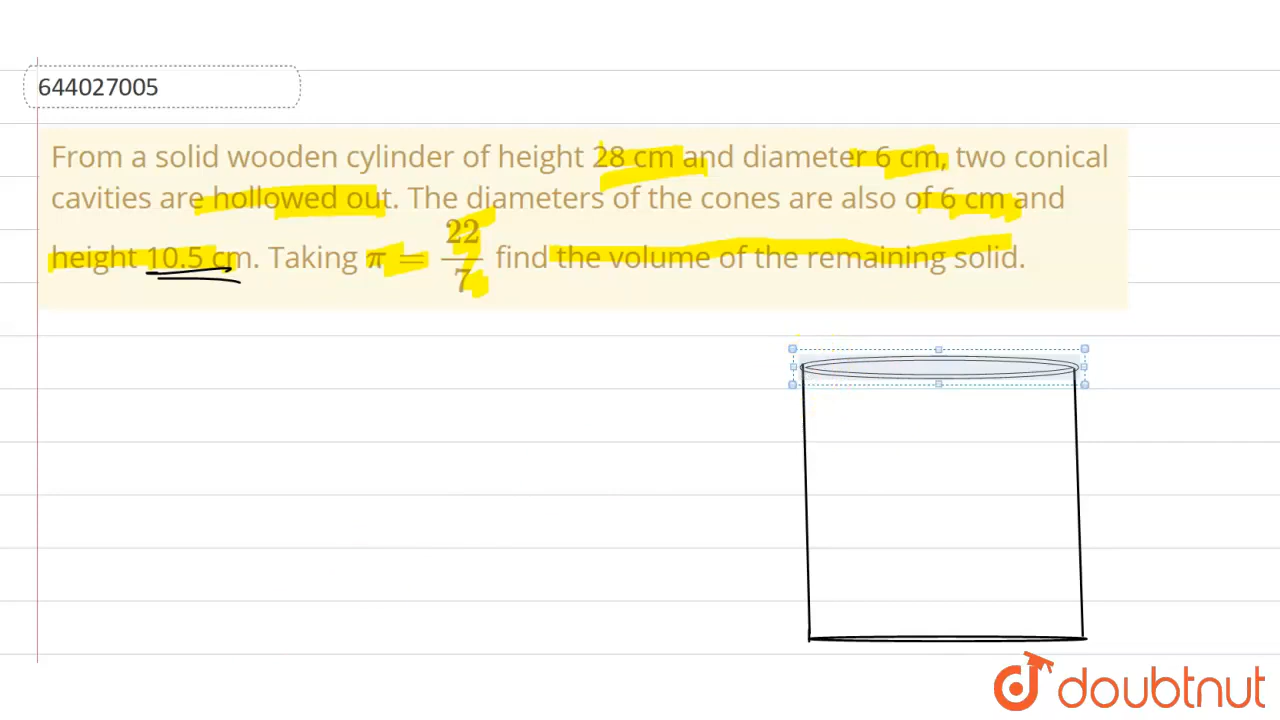 644027005
From a solid wooden cylinder of height 28 cm and diameter 6 cm, two conical
cavities are hollowed out. The diameters of the cones are also of 6 cm and
height 10.5 cm. Taking π = 22/7 find the volume of the remaining solid.
doubtnut